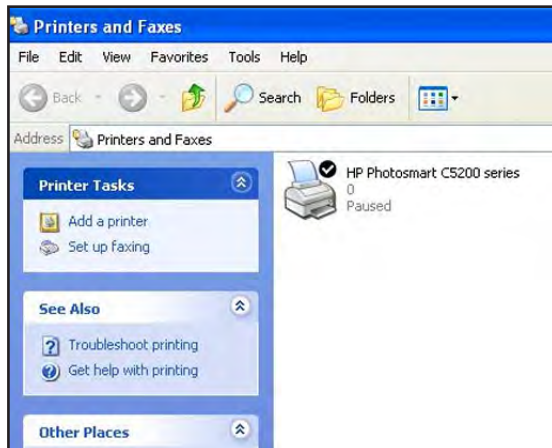 Printers and Faxes
File Edit View Favorites Tools Help
Back Search Folders
Address Printers and Faxes
Printer Tasks
Add a printer
Set up faxing
See Also
Troubleshoot printing
Get help with printing
Other Places
HP Photosmart C5200 series
0
Paused